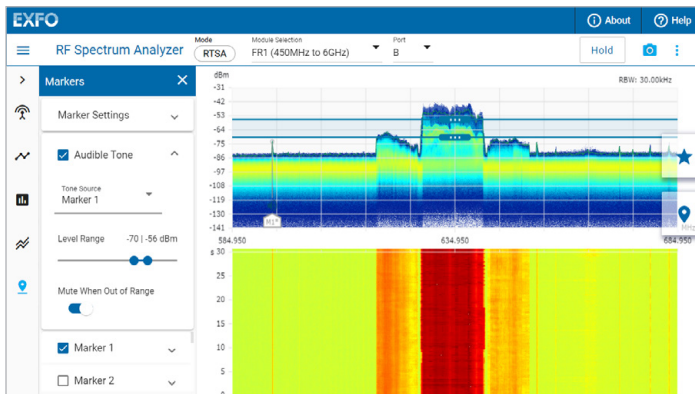 EXFO
About
Help
RF Spectrum Analyzer
Mode
RTSA
Module Selection
FR1 (450MHz to 6GHz)
Port
B
Hold
Markers
Marker Settings
Audible Tone
Tone Source
Marker 1
Level Range
-70 | -56 dBm
Mute When Out of Range
Marker 1
Marker 2
dBm
RBW: 30.00kHz
-31
-42
-53
-64
-75
-86
-97
-108
-119
-130
-141
M1*
584.950
634.950
684.950
MHz
s 30
25
20
15
10
5
0